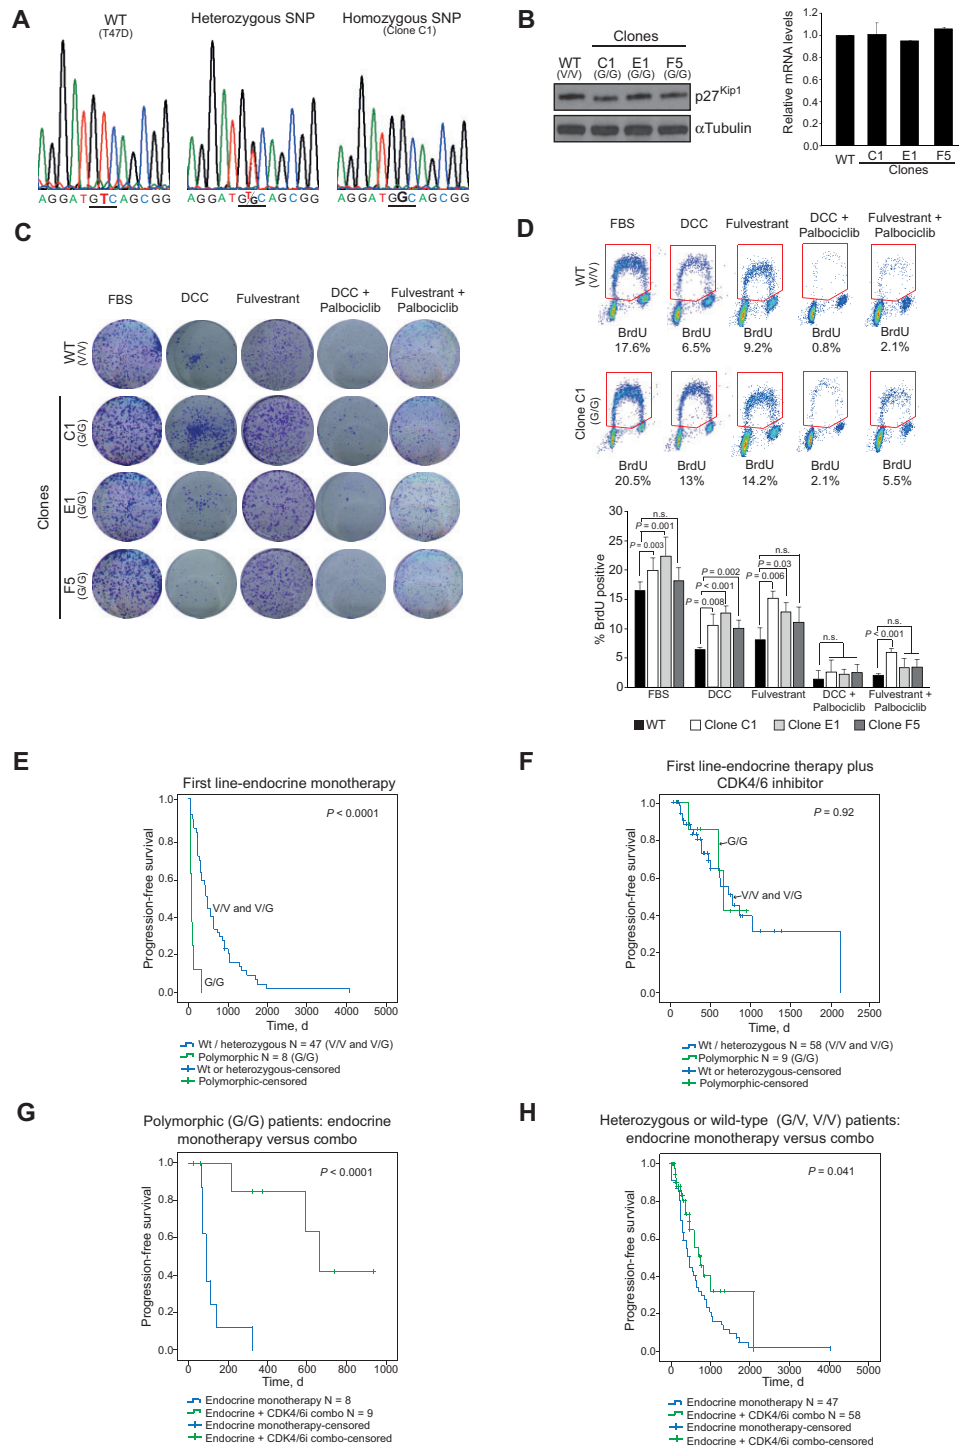 A
WT
(T47D)
Heterozygous SNP
Homozygous SNP
(Clone C1)
AGGATGTCAGCGG
AGGATGT/GCAGCGG
AGGATGGCAGCGG
B
Clones
WT
(V/V)
C1
(G/G)
E1
(G/G)
F5
(G/G)
p27Kip1
αTubulin
Relative mRNA levels
1.2
1.0
0.8
0.6
0.4
0.2
0.0
WT C1 E1 F5
Clones
C
FBS
DCC
Fulvestrant
DCC +
Palbociclib
Fulvestrant +
Palbociclib
WT
(V/V)
Clones
C1
(G/G)
E1
(G/G)
F5
(G/G)
D
FBS
DCC
Fulvestrant
DCC +
Palbociclib
Fulvestrant +
Palbociclib
WT
(V/V)
BrdU BrdU BrdU BrdU BrdU
17.6% 6.5% 9.2% 0.8% 2.1%
Clone C1
(G/G)
BrdU BrdU BrdU BrdU BrdU
20.5% 13% 14.2% 2.1% 5.5%
% BrdU positive
30
25
20
15
10
5
0
n.s.
P = 0.001
P = 0.003
P = 0.002
P < 0.001
P = 0.008
n.s.
P = 0.03
P = 0.006
n.s.
n.s.
P < 0.001
FBS
DCC
Fulvestrant
DCC +
Palbociclib
Fulvestrant +
Palbociclib
WT Clone C1 Clone E1 Clone F5
E
First line-endocrine monotherapy
P < 0.0001
Progression-free survival
1.0
0.8
0.6
0.4
0.2
0.0
V/V and V/G
G/G
0 1000 2000 3000 4000 5000
Time, d
Wt / heterozygous N = 47 (V/V and V/G)
Polymorphic N = 8 (G/G)
Wt or heterozygous-censored
Polymorphic-censored
F
First line-endocrine therapy plus
CDK4/6 inhibitor
P = 0.92
Progression-free survival
1.0
0.8
0.6
0.4
0.2
0.0
G/G
V/V and V/G
0 500 1000 1500 2000 2500
Time, d
Wt / heterozygous N = 58 (V/V and V/G)
Polymorphic N = 9 (G/G)
Wt or heterozygous-censored
Polymorphic-censored
G
Polymorphic (G/G) patients: endocrine
monotherapy versus combo
P < 0.0001
Progression-free survival
1.0
0.8
0.6
0.4
0.2
0.0
0 200 400 600 800 1000
Time, d
Endocrine monotherapy N = 8
Endocrine + CDK4/6i combo N = 9
Endocrine monotherapy-censored
Endocrine + CDK4/6i combo-censored
H
Heterozygous or wild-type (G/V, V/V) patients:
endocrine monotherapy versus combo
P = 0.041
Progression-free survival
1.0
0.8
0.6
0.4
0.2
0.0
0 1000 2000 3000 4000 5000
Time, d
Endocrine monotherapy N = 47
Endocrine + CDK4/6i combo N = 58
Endocrine monotherapy-censored
Endocrine + CDK4/6i combo-censored